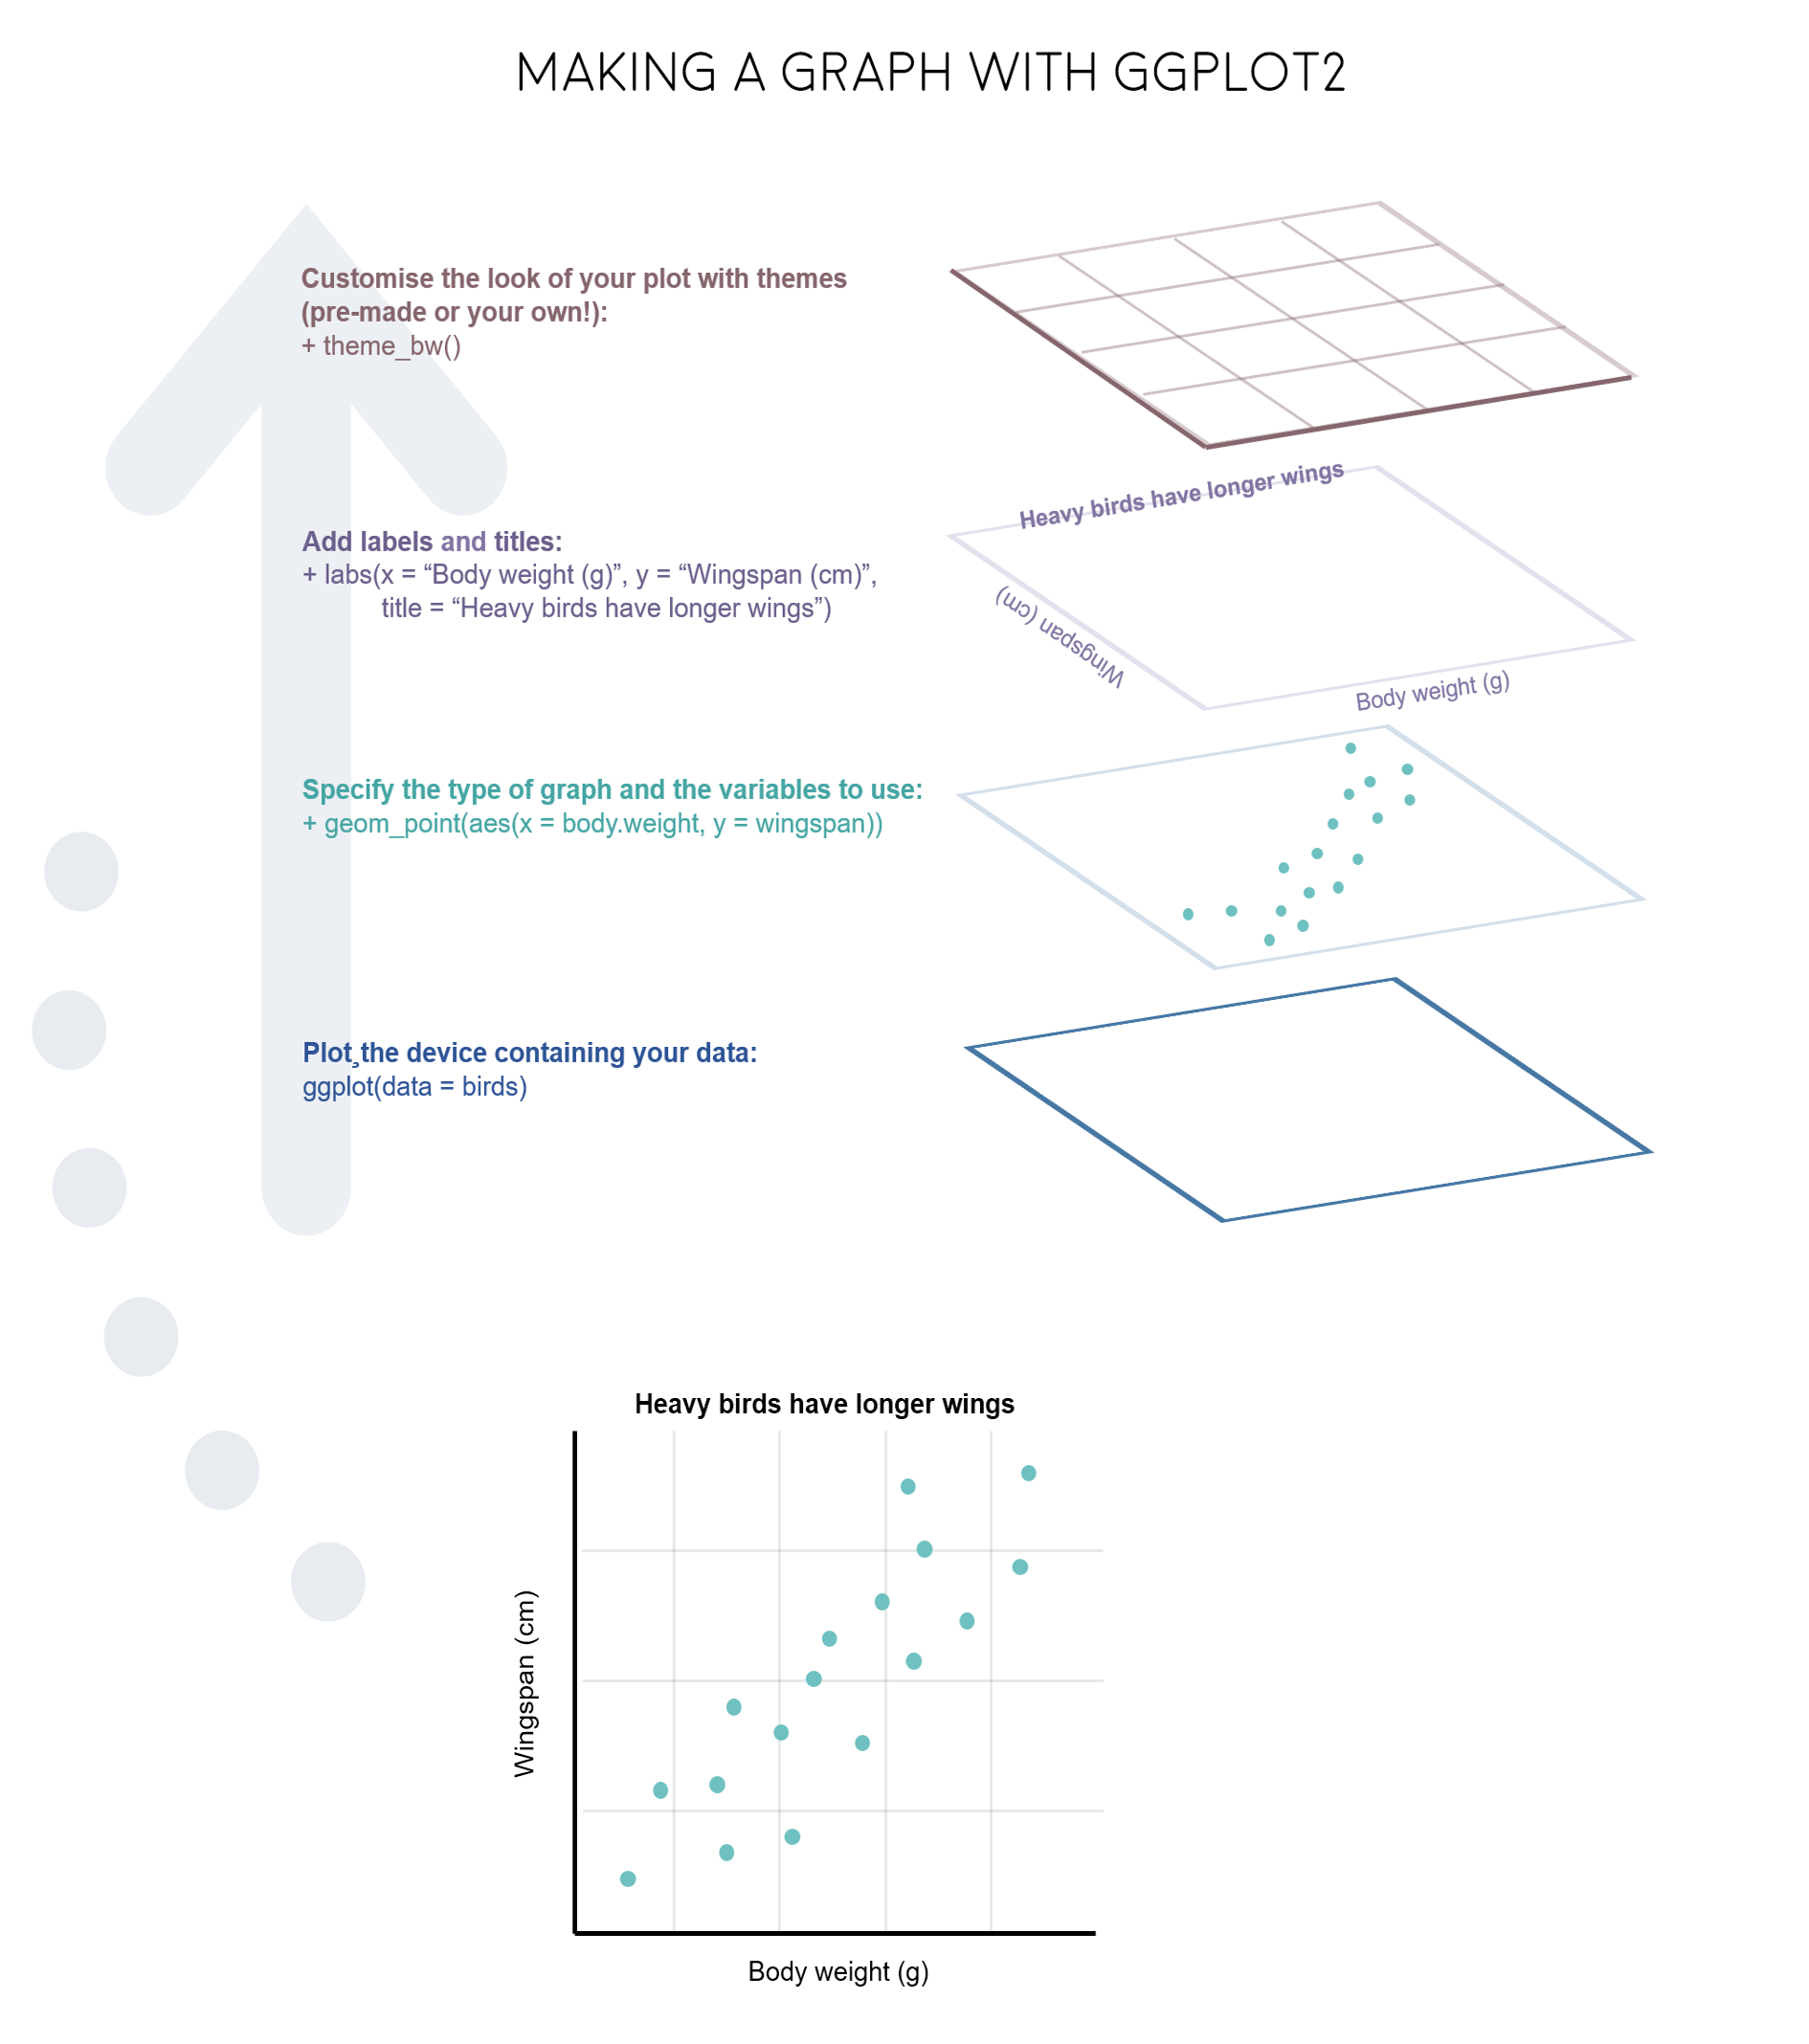 MAKING A GRAPH WITH GGPLOT2
Customise the look of your plot with themes
(pre-made or your own!):
+ theme_bw()
Heavy birds have longer wings
Add labels and titles:
+ labs(x = “Body weight (g)”, y = “Wingspan (cm)”,
title = “Heavy birds have longer wings”)
Wingspan (cm)
Body weight (g)
Specify the type of graph and the variables to use:
+ geom_point(aes(x = body.weight, y = wingspan))
Plot¸the device containing your data:
ggplot(data = birds)
Heavy birds have longer wings
Wingspan (cm)
Body weight (g)